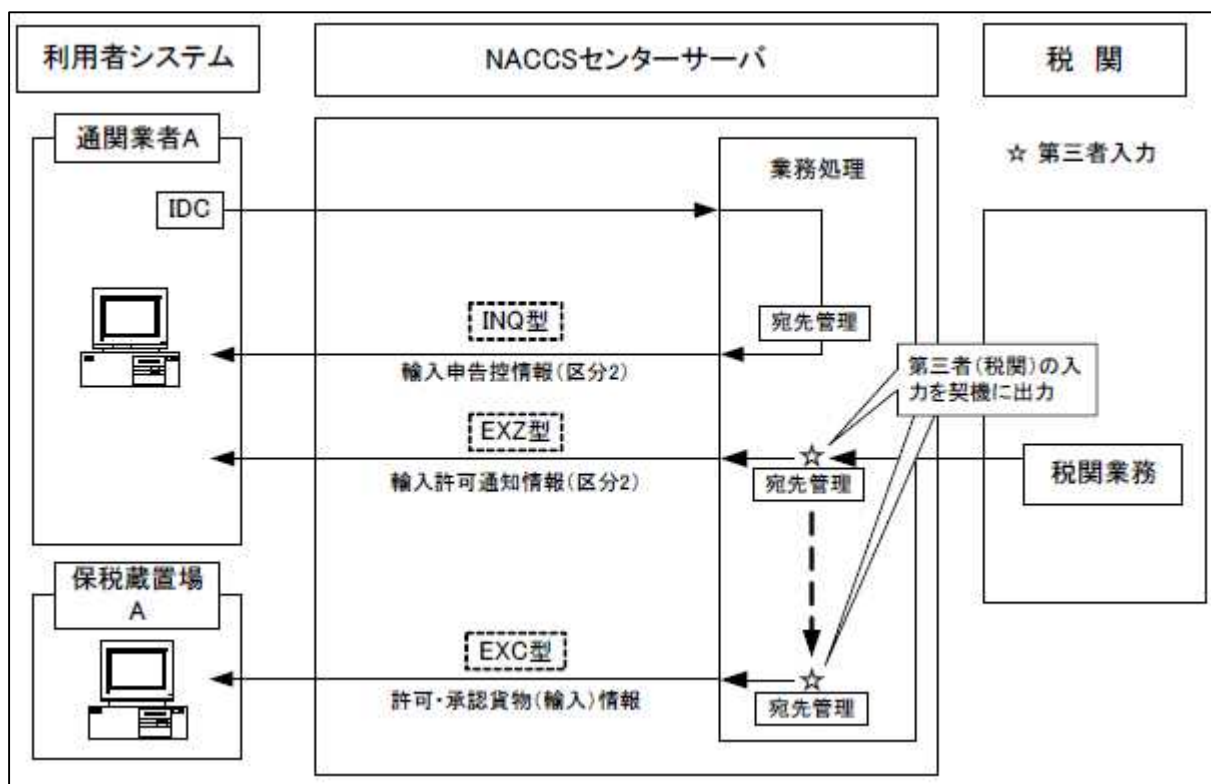 利用者システム
NACCSセンターサーバ
税 関
通関業者A
☆ 第三者入力
業務処理
IDC
INQ型
宛先管理
輸入申告控情報(区分2)
第三者(税関)の入
力を契機に出力
EXZ型
☆
輸入許可通知情報(区分2)
宛先管理
税関業務
保税蔵置場
A
EXC型
☆
許可・承認貨物(輸入)情報
宛先管理